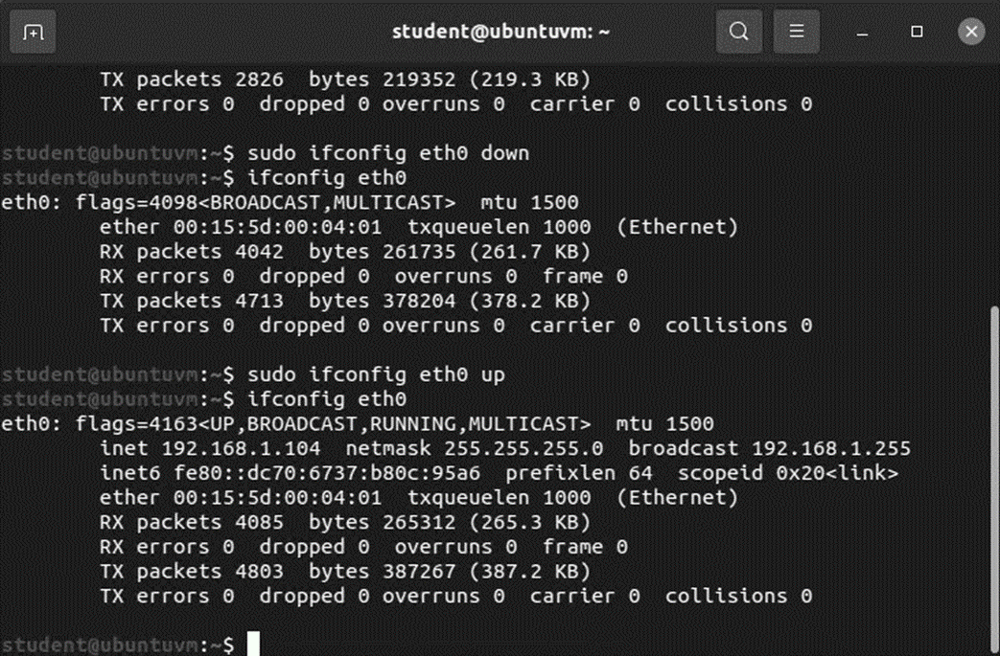 student@ubuntuvm: ~
TX packets 2826  bytes 219352 (219.3 KB)
TX errors 0  dropped 0 overruns 0  carrier 0  collisions 0
student@ubuntuvm:~$ sudo ifconfig eth0 down
student@ubuntuvm:~$ ifconfig eth0
eth0: flags=4098<BROADCAST,MULTICAST>  mtu 1500
ether 00:15:5d:00:04:01  txqueuelen 1000  (Ethernet)
RX packets 4042  bytes 261735 (261.7 KB)
RX errors 0  dropped 0  overruns 0  frame 0
TX packets 4713  bytes 378204 (378.2 KB)
TX errors 0  dropped 0 overruns 0  carrier 0  collisions 0
student@ubuntuvm:~$ sudo ifconfig eth0 up
student@ubuntuvm:~$ ifconfig eth0
eth0: flags=4163<UP,BROADCAST,RUNNING,MULTICAST>  mtu 1500
inet 192.168.1.104  netmask 255.255.255.0  broadcast 192.168.1.255
inet6 fe80::dc70:6737:b80c:95a6  prefixlen 64  scopeid 0x20<link>
ether 00:15:5d:00:04:01  txqueuelen 1000  (Ethernet)
RX packets 4085  bytes 265312 (265.3 KB)
RX errors 0  dropped 0  overruns 0  frame 0
TX packets 4803  bytes 387267 (387.2 KB)
TX errors 0  dropped 0 overruns 0  carrier 0  collisions 0
student@ubuntuvm:~$